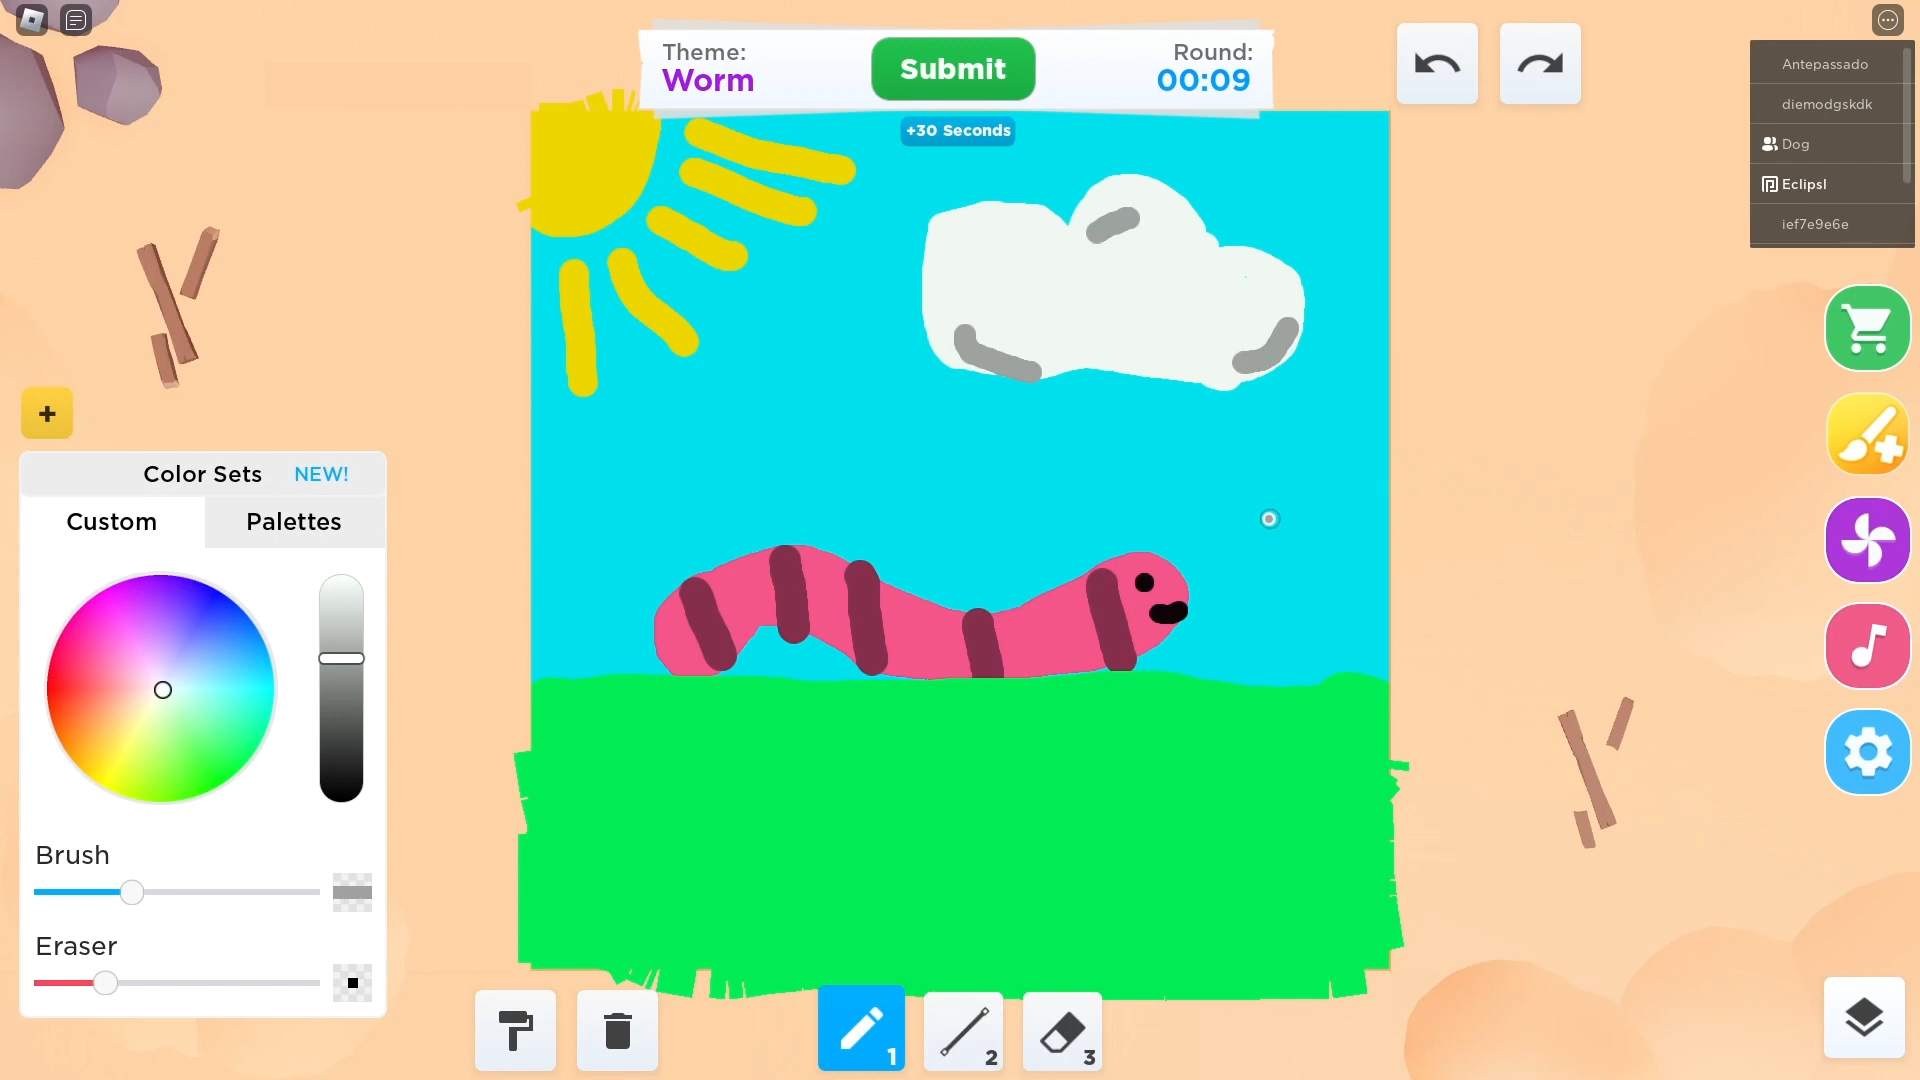 Theme:
Worm
Submit
Round:
00:09
+30 Seconds
Antepassado
diemodgskdk
Dog
Eclipsl
ief7e9e6e
+
Color Sets NEW!
Custom
Palettes
Brush
Eraser
1
2
3